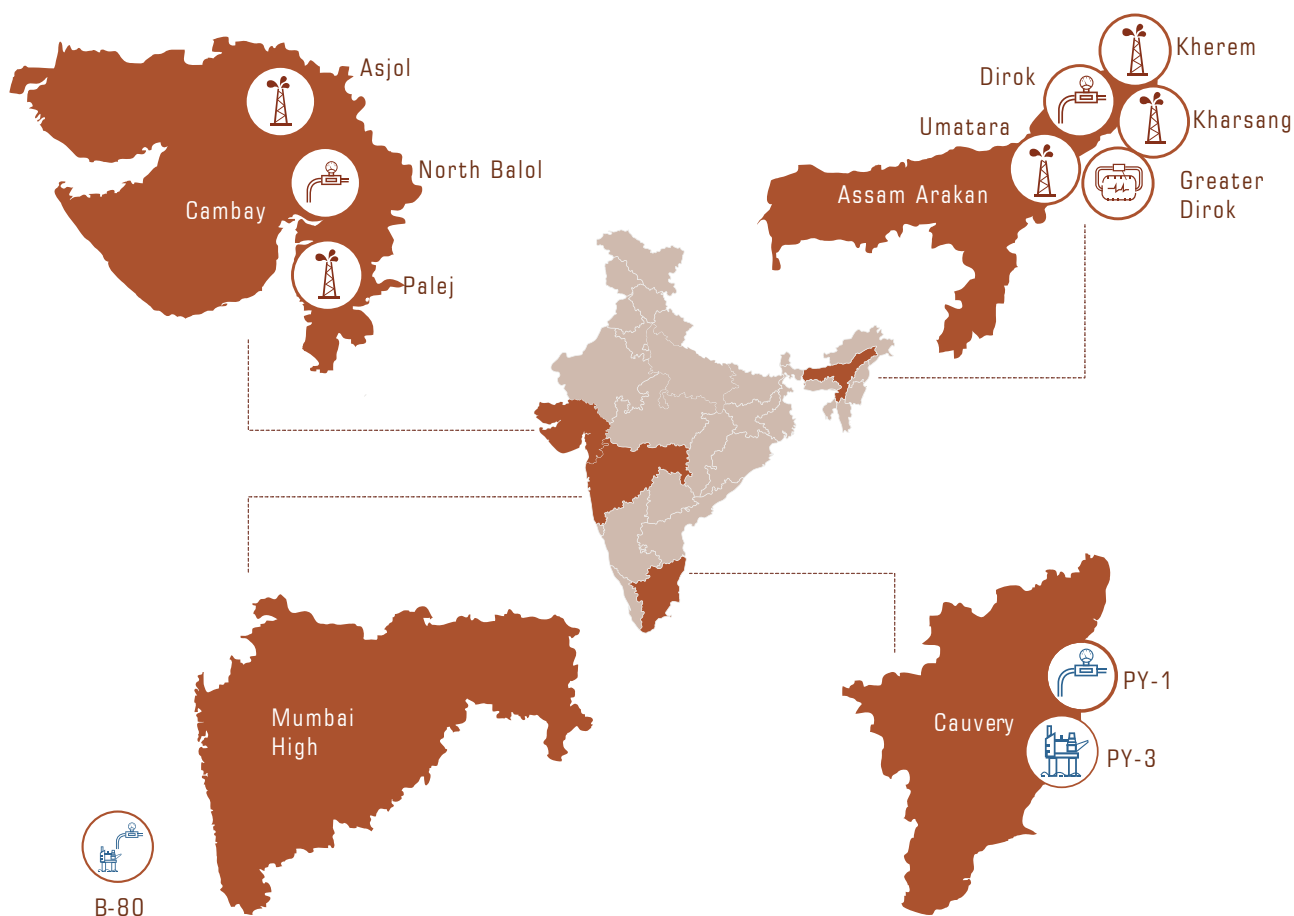 Asjol
North Balol
Cambay
Palej
Kherem
Dirok
Kharsang
Umatara
Assam Arakan
Greater
Dirok
Mumbai
High
B-80
PY-1
Cauvery
PY-3